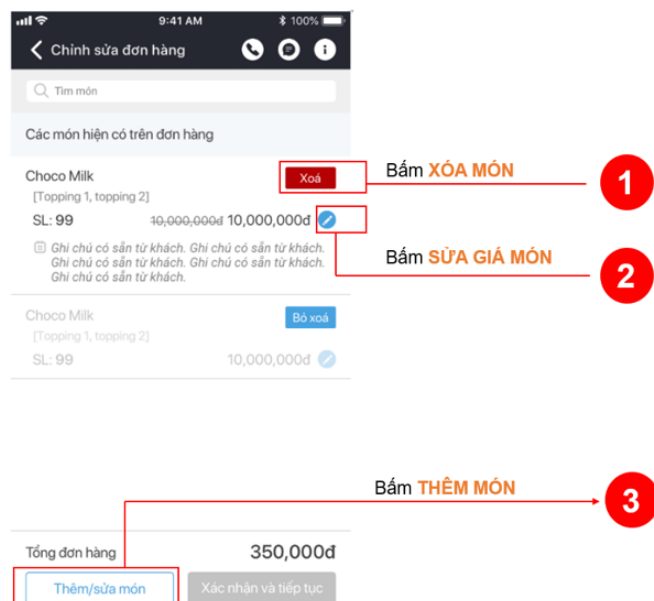 9:41 AM
100%
Chỉnh sửa đơn hàng
Tìm món
Các món hiện có trên đơn hàng
Choco Milk
Xoá
Bấm XÓA MÓN
1
[Topping 1, topping 2]
SL: 99
10,000,000đ 10,000,000đ
Ghi chú có sẵn từ khách. Ghi chú có sẵn từ khách.
Ghi chú có sẵn từ khách. Ghi chú có sẵn từ khách.
Ghi chú có sẵn từ khách.
Bấm SỬA GIÁ MÓN
2
Choco Milk
Bỏ xoá
[Topping 1, topping 2]
SL: 99
10,000,000đ
Bấm THÊM MÓN
3
Tổng đơn hàng
350,000đ
Thêm/sửa món
Xác nhận và tiếp tục